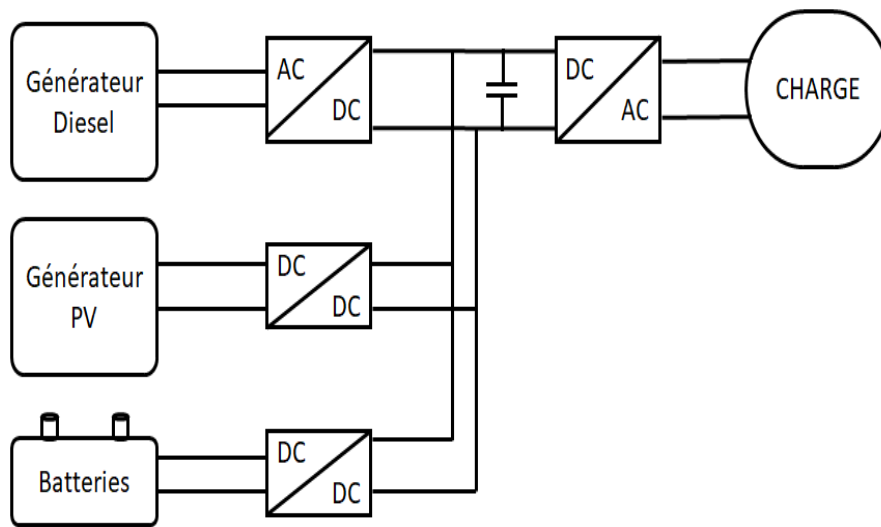 Générateur
Diesel
AC
DC
DC
AC
CHARGE
Générateur
PV
DC
DC
Batteries
DC
DC